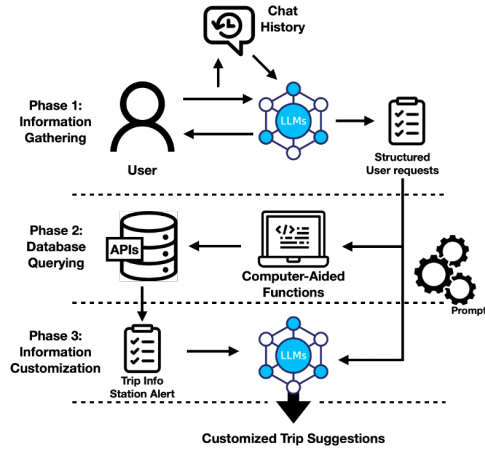 Chat
History
Phase 1:
Information
Gathering
LLMs
User
Structured
User requests
Phase 2:
Database
Querying
APIs
</>
Computer-Aided
Functions
Prompt
Phase 3:
Information
Customization
LLMs
Trip Info
Station Alert
Customized Trip Suggestions